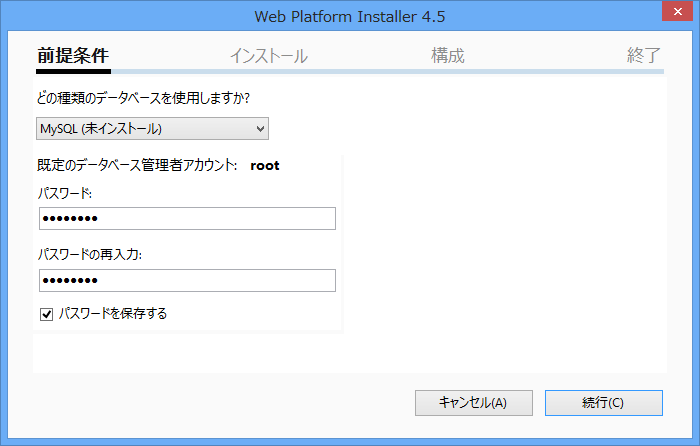 Web Platform Installer 4.5
前提条件 インストール 構成 終了
どの種類のデータベースを使用しますか?
MySQL (未インストール)
既定のデータベース管理者アカウント: root
パスワード:
●●●●●●●●
パスワードの再入力:
●●●●●●●●
パスワードを保存する
キャンセル(A) 続行(C)